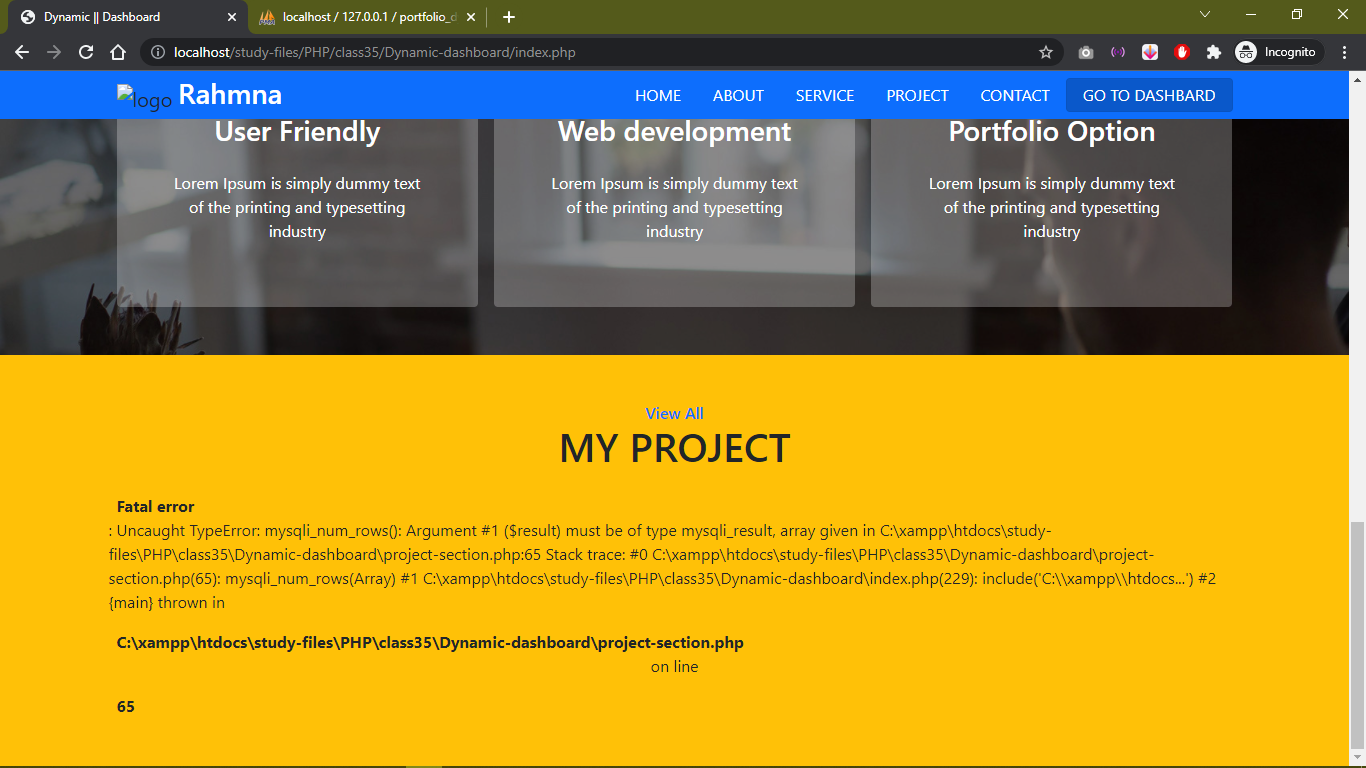 Dynamic || Dashboard
localhost / 127.0.0.1 / portfolio_d
localhost/study-files/PHP/class35/Dynamic-dashboard/index.php
Incognito
logo Rahmna HOME ABOUT SERVICE PROJECT CONTACT GO TO DASHBARD
User Friendly
Lorem Ipsum is simply dummy text
of the printing and typesetting
industry
Web development
Lorem Ipsum is simply dummy text
of the printing and typesetting
industry
Portfolio Option
Lorem Ipsum is simply dummy text
of the printing and typesetting
industry
View All
MY PROJECT
Fatal error
: Uncaught TypeError: mysqli_num_rows(): Argument #1 ($result) must be of type mysqli_result, array given in C:\xampp\htdocs\study-
files\PHP\class35\Dynamic-dashboard\project-section.php:65 Stack trace: #0 C:\xampp\htdocs\study-files\PHP\class35\Dynamic-dashboard\project-
section.php(65): mysqli_num_rows(Array) #1 C:\xampp\htdocs\study-files\PHP\class35\Dynamic-dashboard\index.php(229): include('C:\\xampp\\htdocs...') #2
{main} thrown in
C:\xampp\htdocs\study-files\PHP\class35\Dynamic-dashboard\project-section.php
on line
65